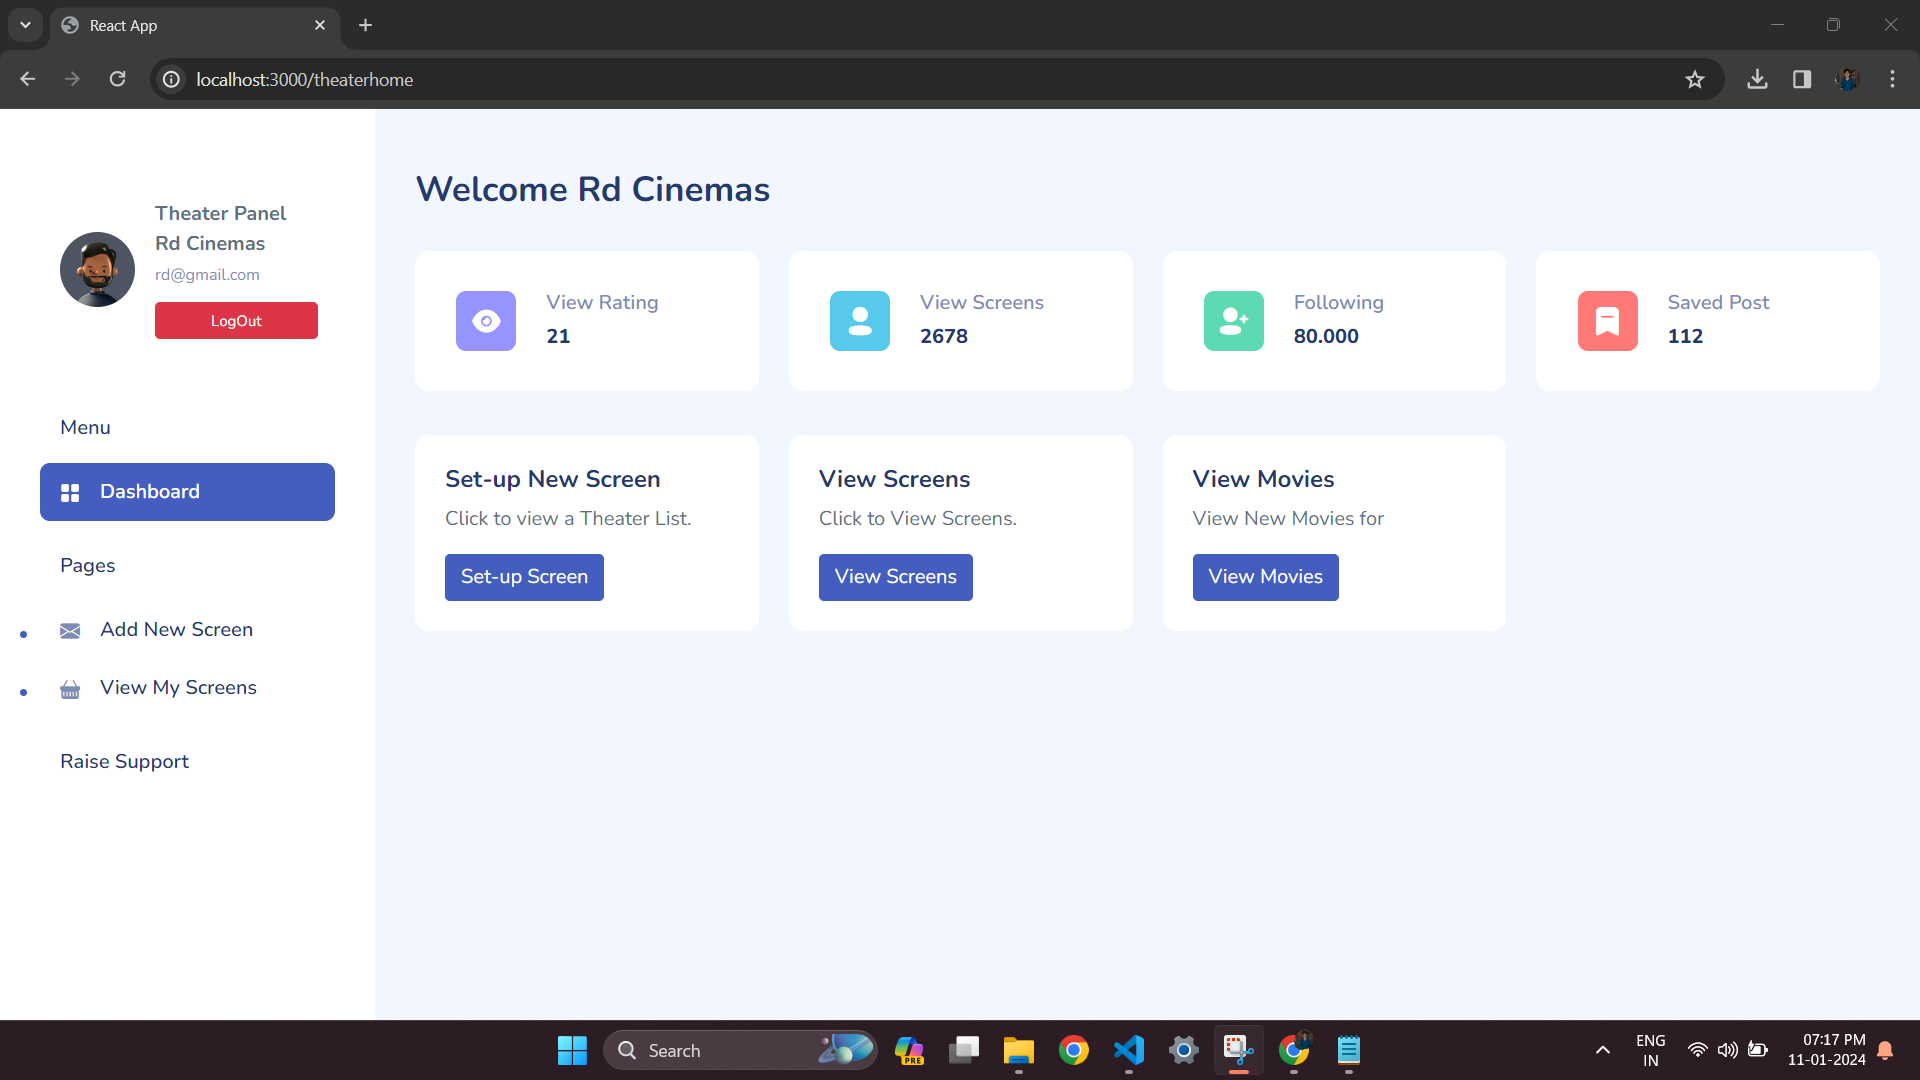 React App
localhost:3000/theaterhome
Theater Panel
Rd Cinemas
rd@gmail.com
LogOut
Menu
Dashboard
Pages
Add New Screen
View My Screens
Raise Support
Welcome Rd Cinemas
View Rating
21
View Screens
2678
Following
80.000
Saved Post
112
Set-up New Screen
Click to view a Theater List.
Set-up Screen
View Screens
Click to View Screens.
View Screens
View Movies
View New Movies for
View Movies
Search
PRE
ENG
IN
07:17 PM
11-01-2024